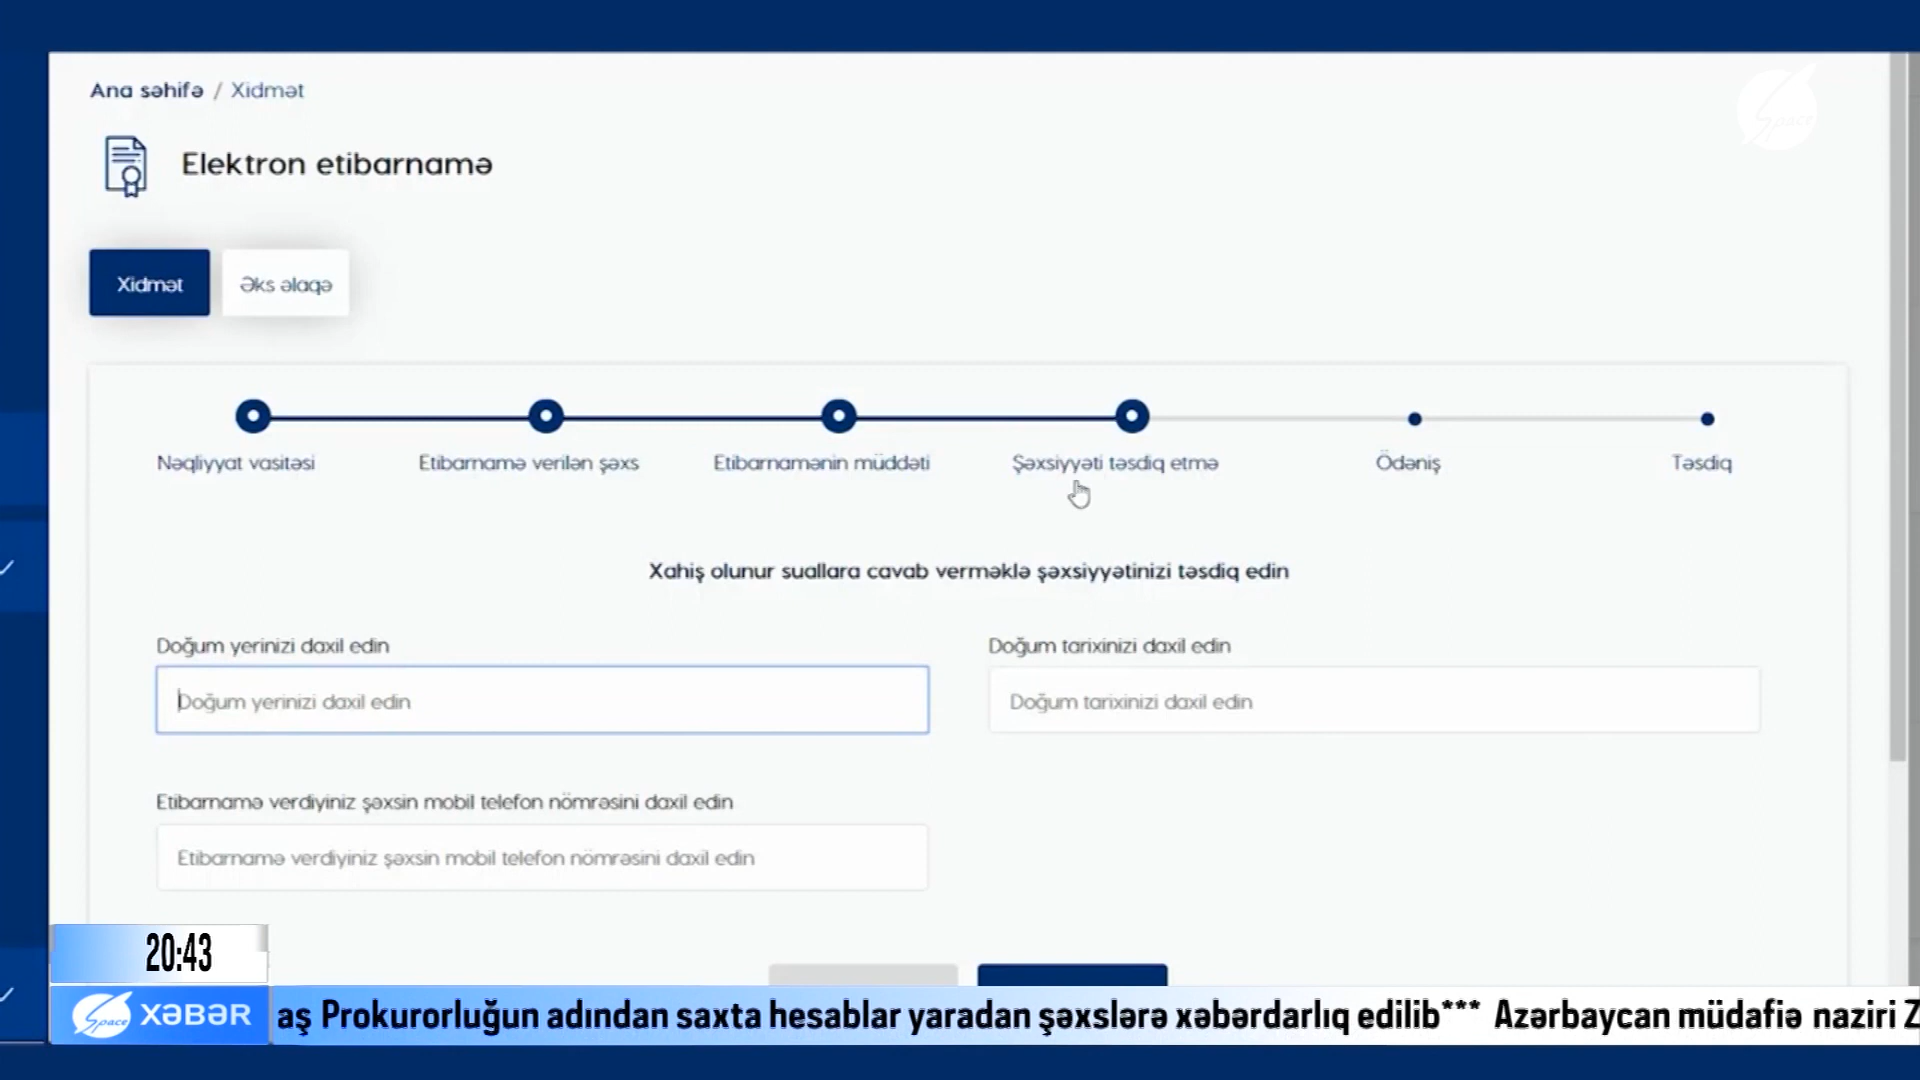 Ana səhifə / Xidmət
Space
Elektron etibarnamə
Xidmət
Əks əlaqə
Nəqliyyat vasitəsi
Etibarnamə verilən şəxs
Etibarnamənin müddəti
Şəxsiyyəti təsdiq etmə
Ödəniş
Təsdiq
Xahiş olunur suallara cavab verməklə şəxsiyyətinizi təsdiq edin
Doğum yerinizi daxil edin
Doğum tarixinizi daxil edin
Doğum yerinizi daxil edin
Doğum tarixinizi daxil edin
Etibarnamə verdiyiniz şəxsin mobil telefon nömrəsini daxil edin
Etibarnamə verdiyiniz şəxsin mobil telefon nömrəsini daxil edin
20:43
Space XƏBƏR
aş Prokurorluğun adından saxta hesablar yaradan şəxslərə xəbərdarlıq edilib*** Azərbaycan müdafiə naziri Z